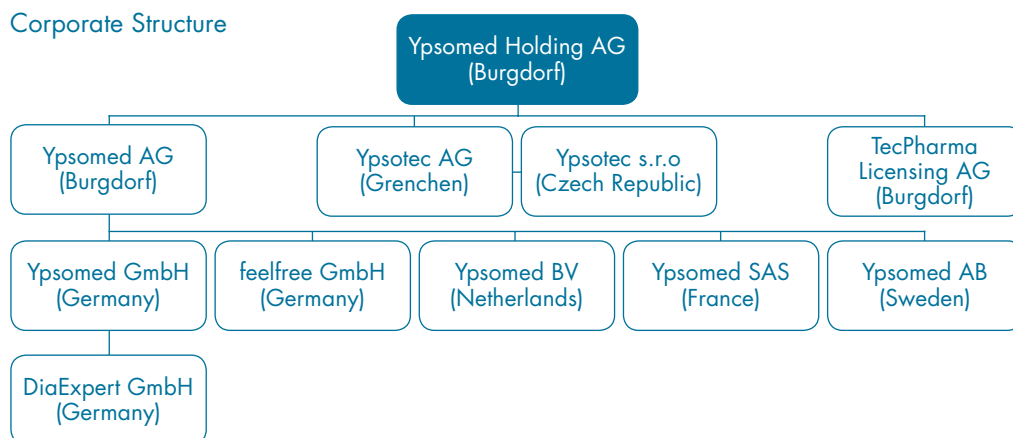 Corporate Structure
Ypsomed Holding AG
(Burgdorf)
Ypsomed AG
(Burgdorf)
Ypsotec AG
(Grenchen)
Ypsotec s.r.o
(Czech Republic)
TecPharma
Licensing AG
(Burgdorf)
Ypsomed GmbH
(Germany)
feelfree GmbH
(Germany)
Ypsomed BV
(Netherlands)
Ypsomed SAS
(France)
Ypsomed AB
(Sweden)
DiaExpert GmbH
(Germany)